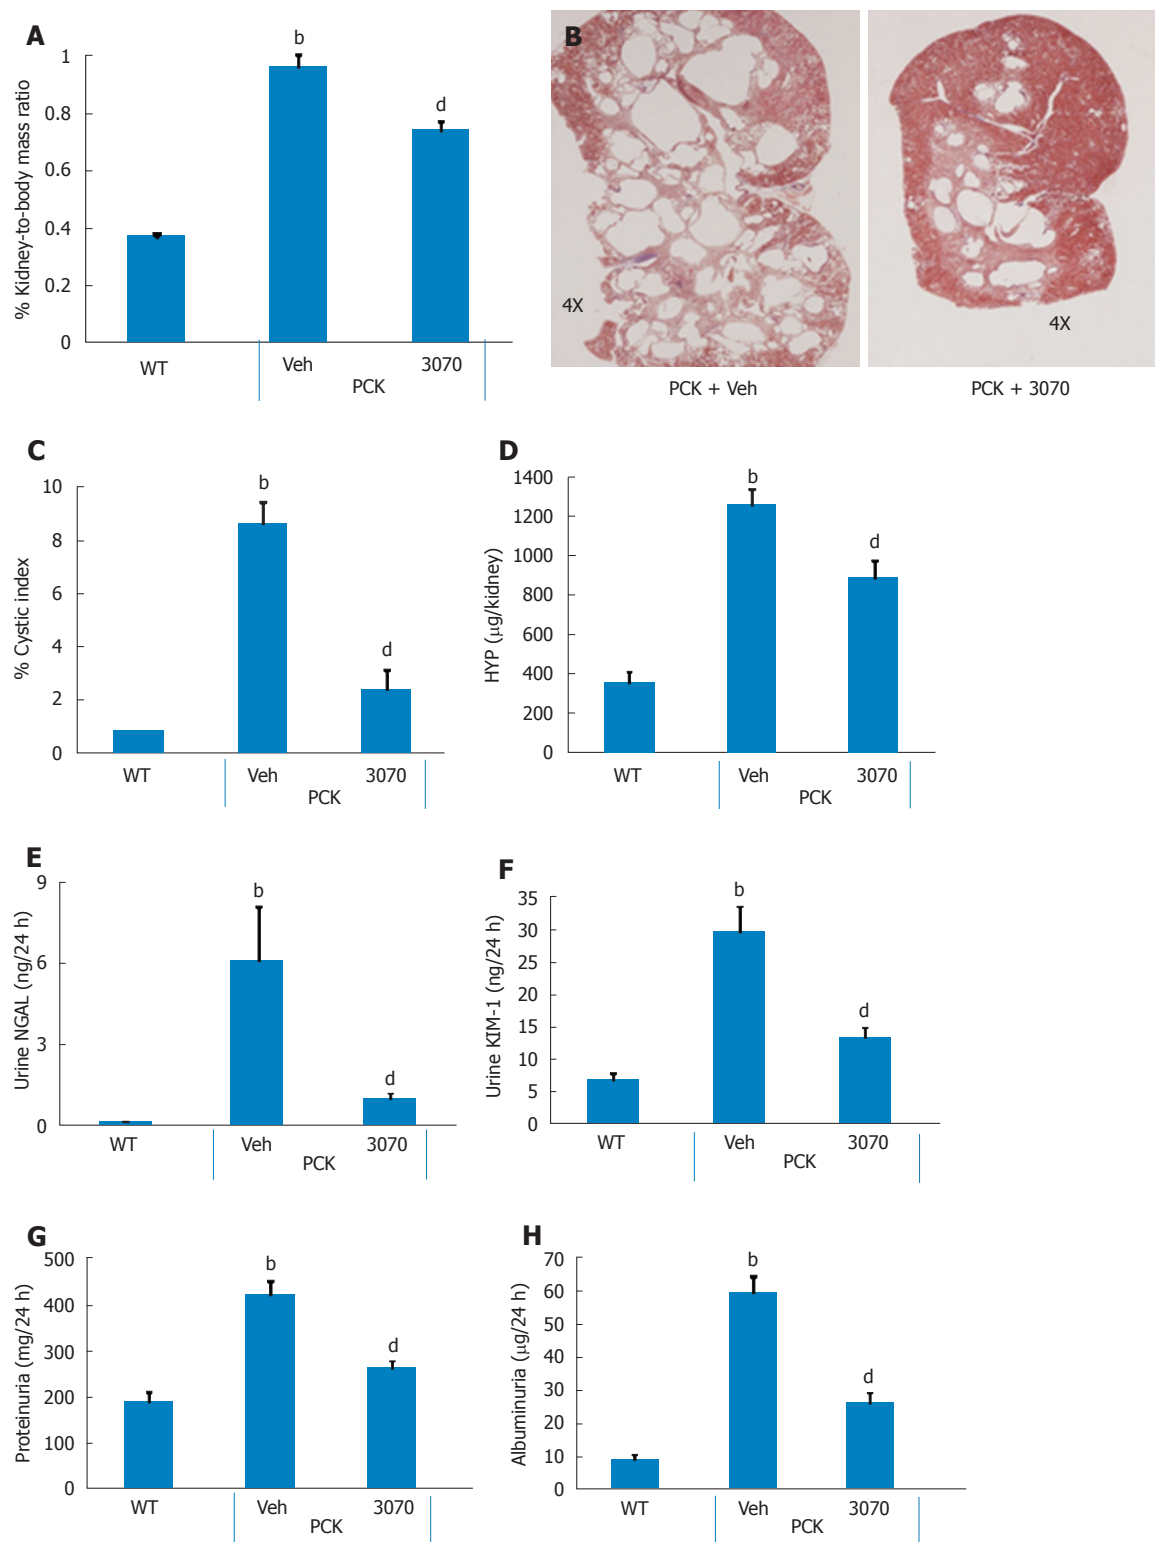 A
% Kidney-to-body mass ratio
1
0.8
0.6
0.4
0.2
0
b
d
WT
Veh
3070
PCK
B
4X
4X
PCK + Veh
PCK + 3070
C
% Cystic index
10
8
6
4
2
0
b
d
WT
Veh
3070
PCK
D
HYP (μg/kidney)
1400
1200
1000
800
600
400
200
0
b
d
WT
Veh
3070
PCK
E
Urine NGAL (ng/24 h)
9
6
3
0
b
d
WT
Veh
3070
PCK
F
Urine KIM-1 (ng/24 h)
35
30
25
20
15
10
5
0
b
d
WT
Veh
3070
PCK
G
Proteinuria (mg/24 h)
500
400
300
200
100
0
b
d
WT
Veh
3070
PCK
H
Albuminuria (μg/24 h)
70
60
50
40
30
20
10
0
b
d
WT
Veh
3070
PCK